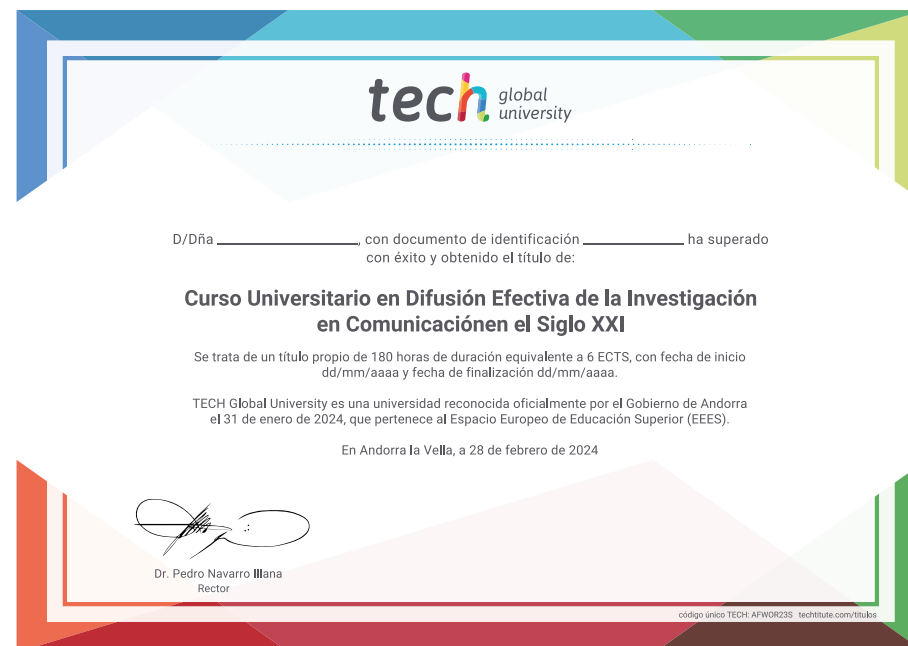 tech global university
D/Dña ____________________, con documento de identificación ______________ ha superado
con éxito y obtenido el título de:
Curso Universitario en Difusión Efectiva de la Investigación
en Comunicaciónen el Siglo XXI
Se trata de un título propio de 180 horas de duración equivalente a 6 ECTS, con fecha de inicio
dd/mm/aaaa y fecha de finalización dd/mm/aaaa.
TECH Global University es una universidad reconocida oficialmente por el Gobierno de Andorra
el 31 de enero de 2024, que pertenece al Espacio Europeo de Educación Superior (EEES).
En Andorra la Vella, a 28 de febrero de 2024
Dr. Pedro Navarro Illana
Rector
código único TECH: AFWOR23S techtitute.com/titulos